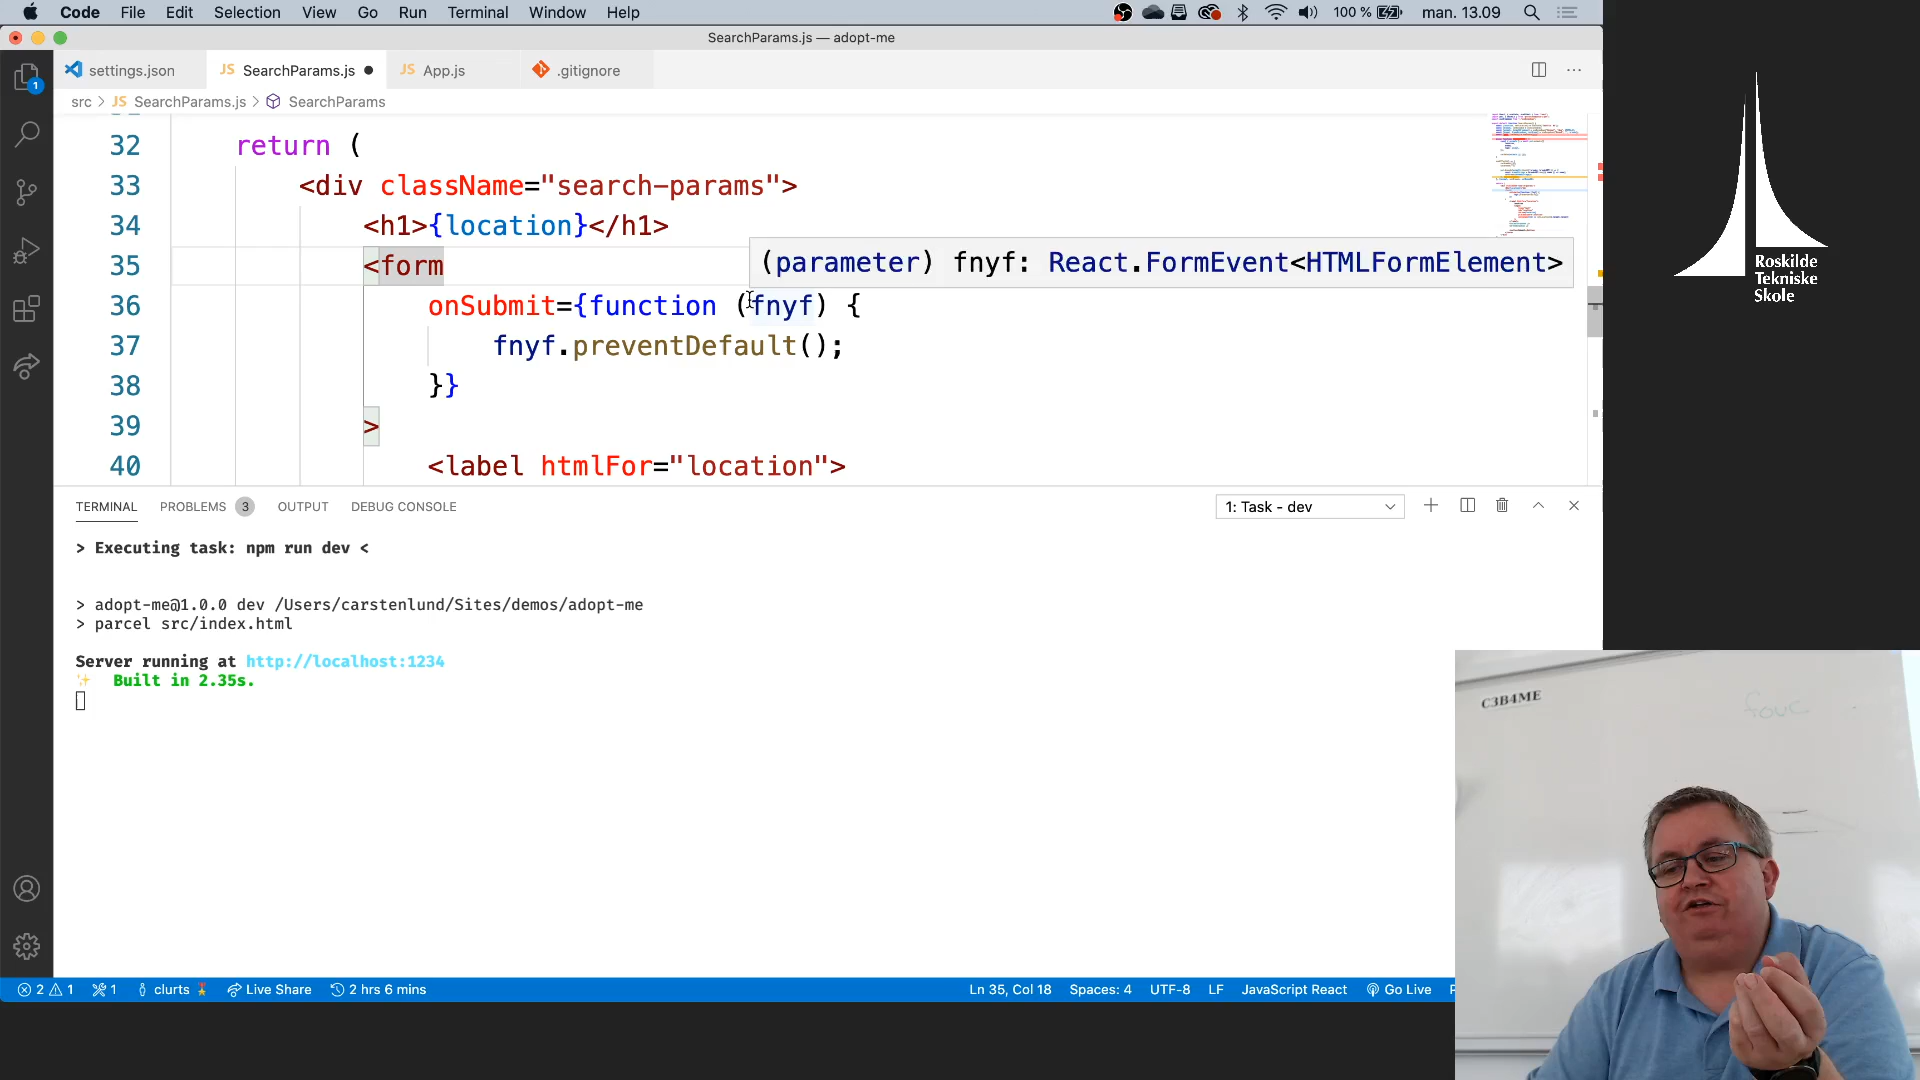 Code File Edit Selection View Go Run Terminal Window Help 100 % man. 13.09
SearchParams.js — adopt-me
1
settings.json JS SearchParams.js JS App.js .gitignore
src > JS SearchParams.js > SearchParams
32 return (
33 <div className="search-params">
34 <h1>{location}</h1>
(parameter) fnyf: React.FormEvent<HTMLFormElement>
35 <form
36 onSubmit={function (fnyf) {
37 fnyf.preventDefault();
38 }}
39 >
40 <label htmlFor="location">
TERMINAL PROBLEMS 3 OUTPUT DEBUG CONSOLE 1: Task - dev
> Executing task: npm run dev <
> adopt-me@1.0.0 dev /Users/carstenlund/Sites/demos/adopt-me
> parcel src/index.html
Server running at http://localhost:1234
✨ Built in 2.35s.
2 1 1 clurts Live Share 2 hrs 6 mins Ln 35, Col 18 Spaces: 4 UTF-8 LF JavaScript React Go Live
Roskilde
Tekniske
Skole
C3B4ME
fouc